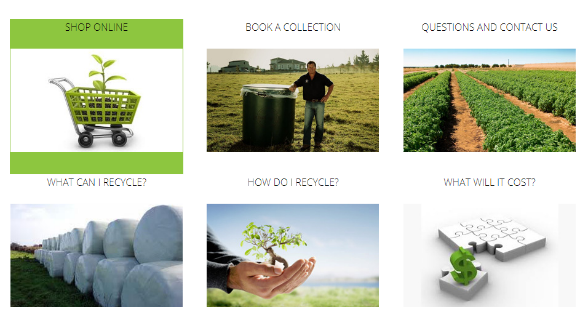 SHOP ONLINE
BOOK A COLLECTION
QUESTIONS AND CONTACT US
WHAT CAN I RECYCLE?
HOW DO I RECYCLE?
WHAT WILL IT COST?
$